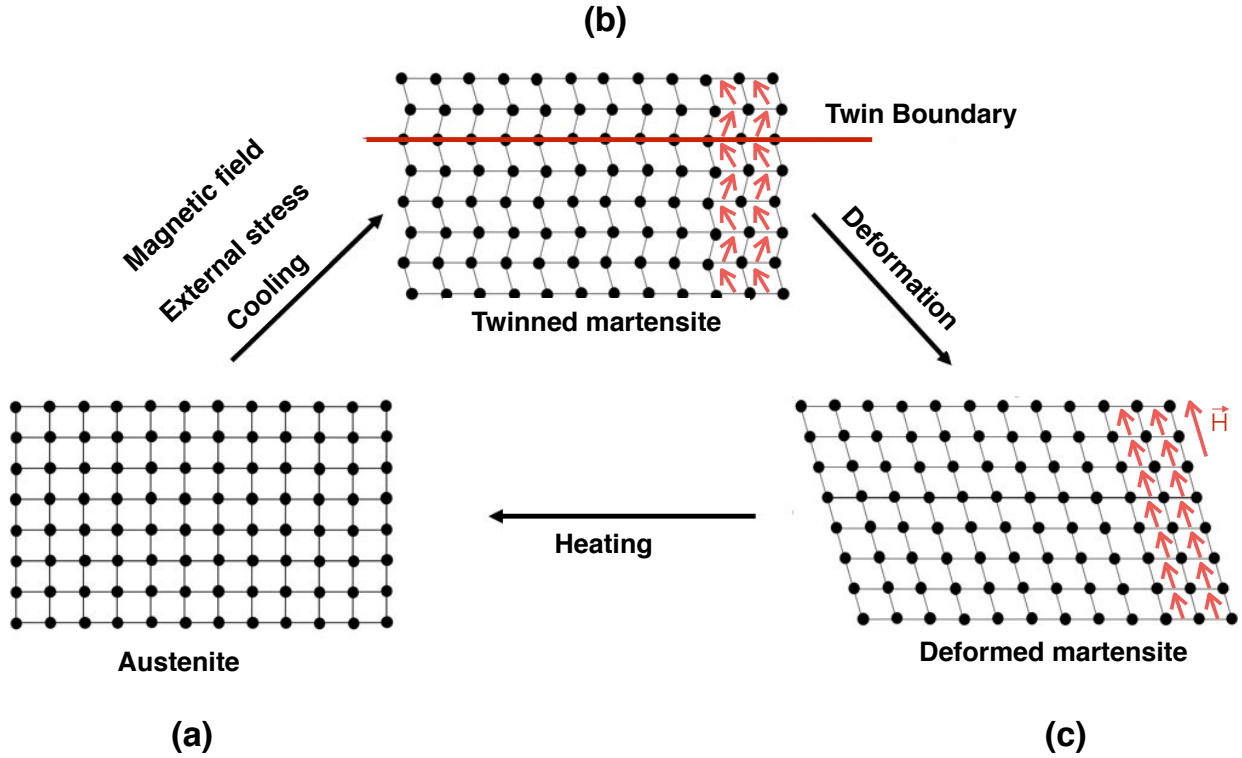 (b)
Twin Boundary
Magnetic field
External stress
Cooling
Deformation
Twinned martensite
H
Heating
Austenite
Deformed martensite
(a)
(c)